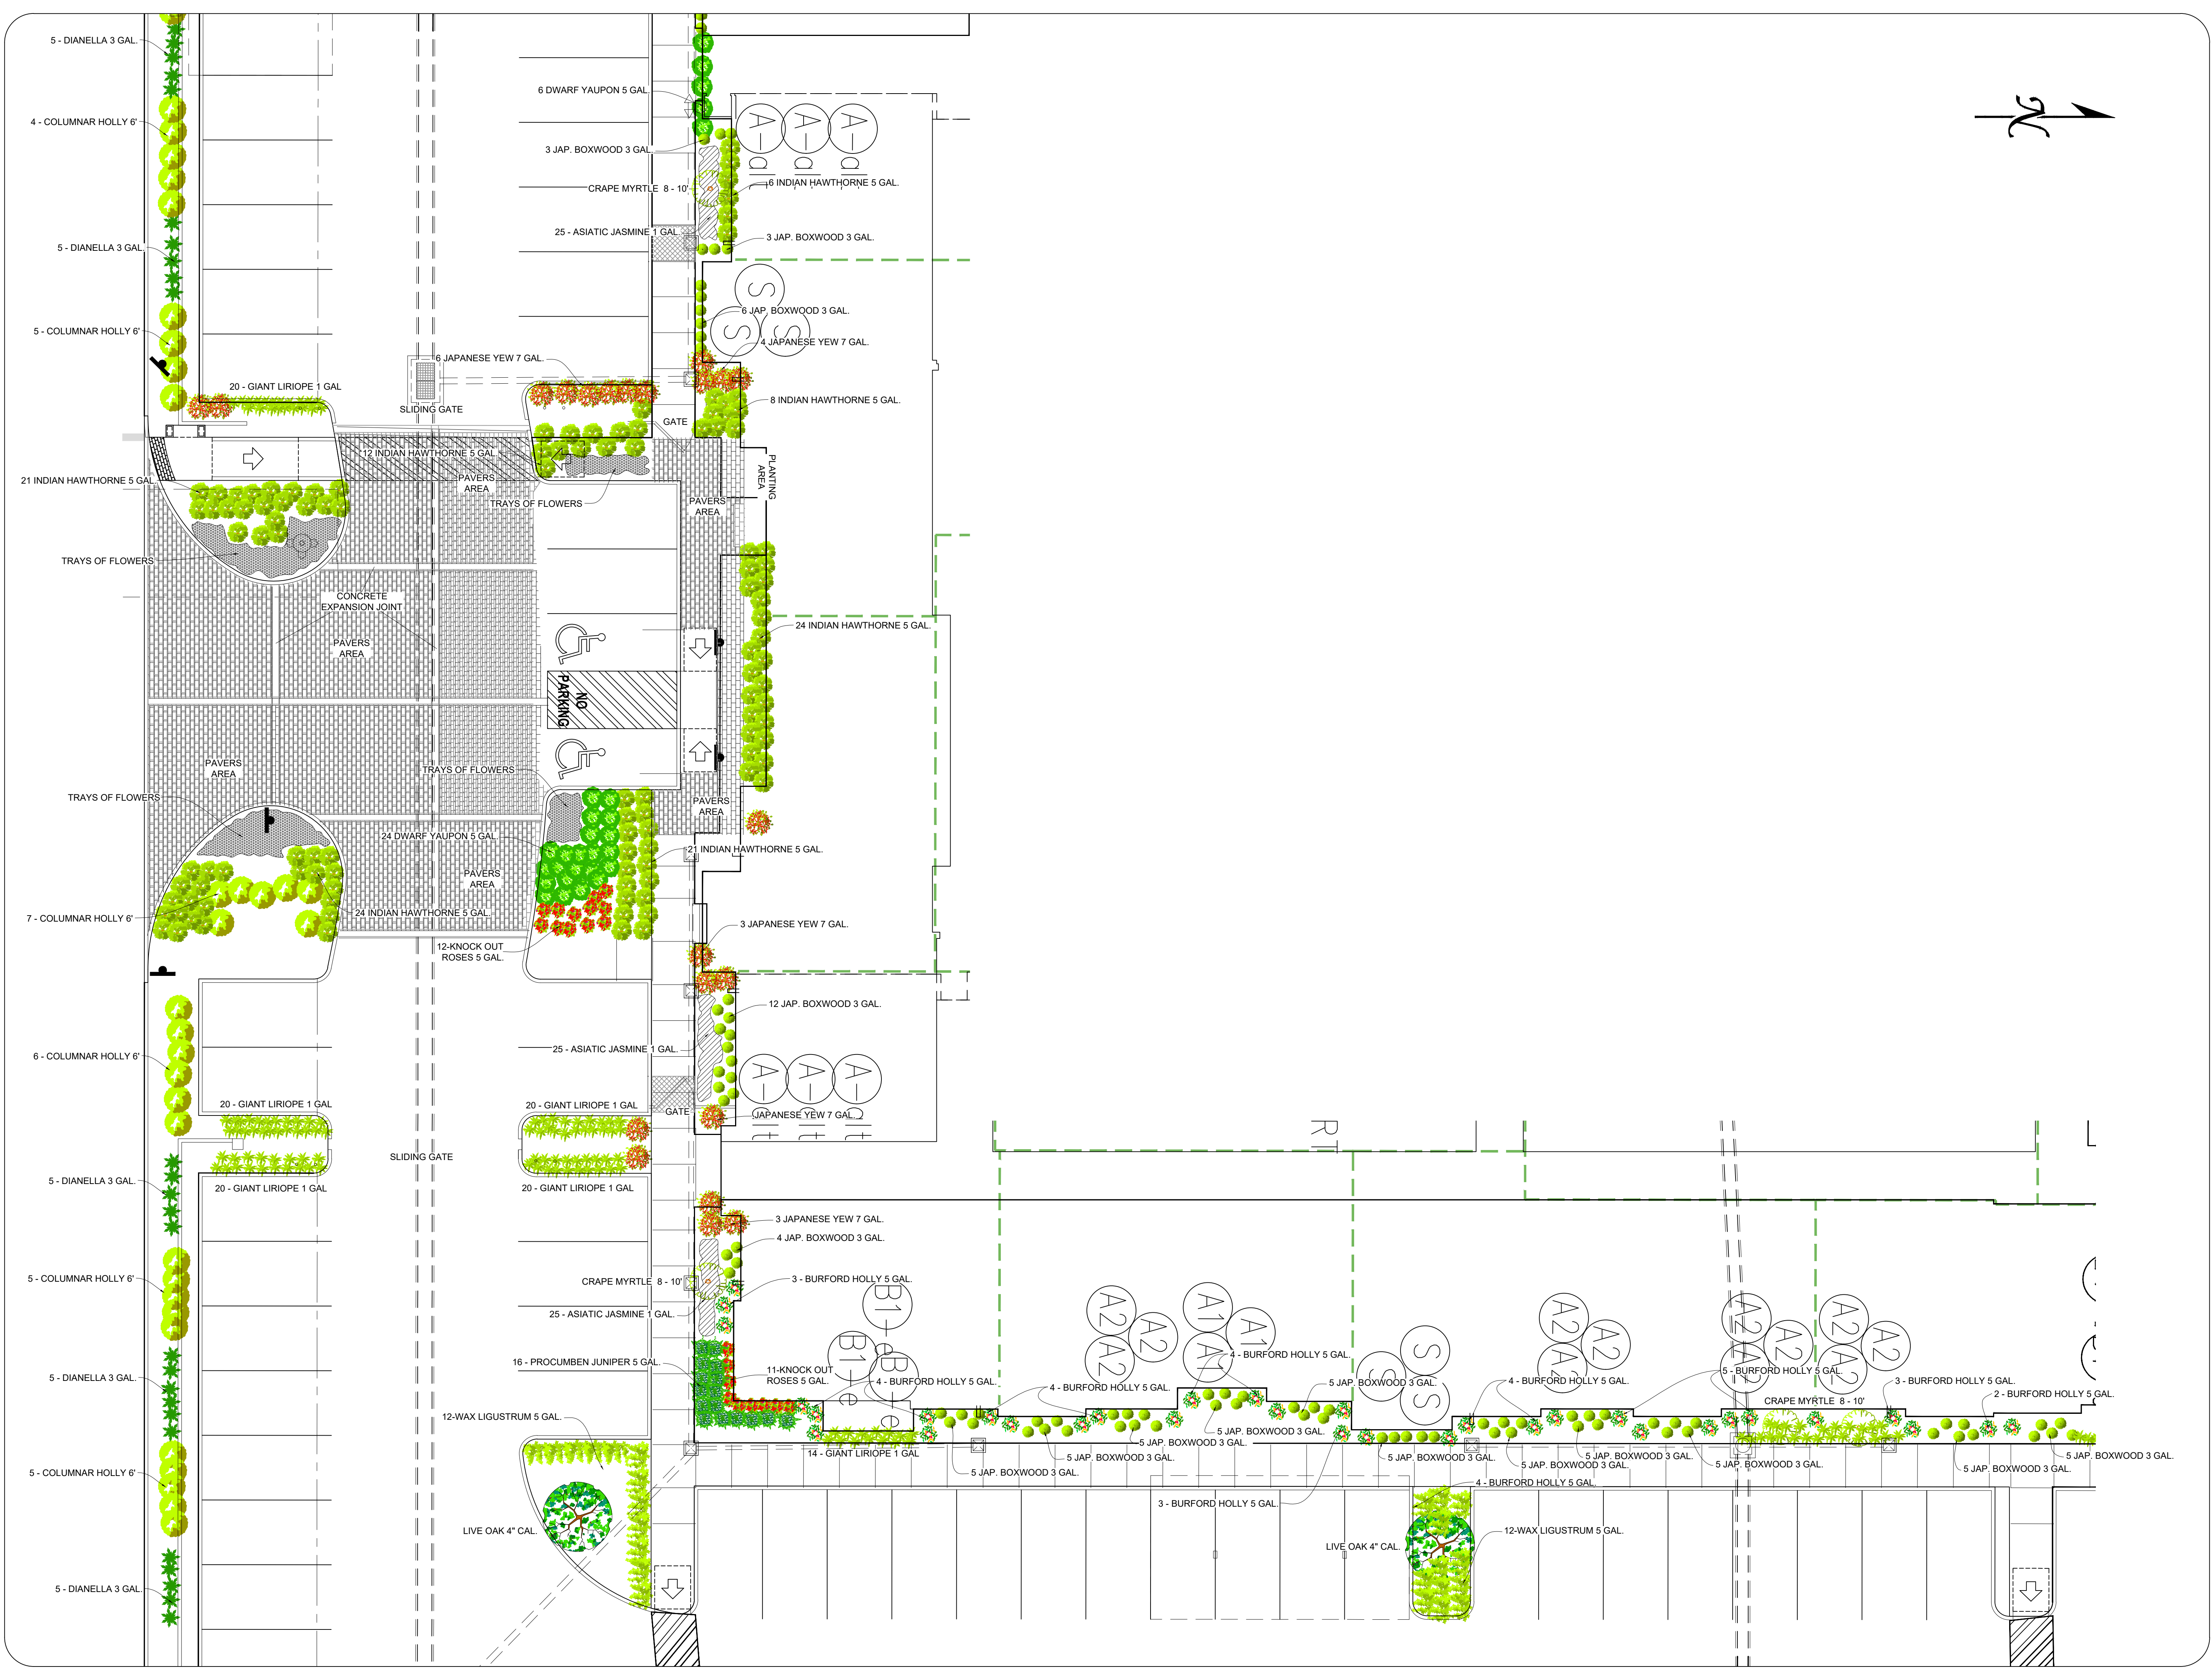 5 - DIANELLA 3 GAL.
4 - COLUMNAR HOLLY 6'
5 - DIANELLA 3 GAL.
5 - COLUMNAR HOLLY 6'
20 - GIANT LIRIOPE 1 GAL
21 INDIAN HAWTHORNE 5 GAL.
TRAYS OF FLOWERS
6 DWARF YAUPON 5 GAL.
3 JAP. BOXWOOD 3 GAL.
CRAPE MYRTLE 8 - 10'
6 INDIAN HAWTHORNE 5 GAL.
25 - ASIATIC JASMINE 1 GAL.
3 JAP. BOXWOOD 3 GAL.
6 JAP. BOXWOOD 3 GAL.
4 JAPANESE YEW 7 GAL.
6 JAPANESE YEW 7 GAL.
8 INDIAN HAWTHORNE 5 GAL.
SLIDING GATE
GATE
12 INDIAN HAWTHORNE 5 GAL.
PAVERS
AREA
TRAYS OF FLOWERS
PAVERS
AREA
PLANTING
AREA
A-
A-
A-
S
S
S
N
CONCRETE
EXPANSION JOINT
PAVERS
AREA
24 INDIAN HAWTHORNE 5 GAL.
NO
PARKING
PAVERS
AREA
TRAYS OF FLOWERS
TRAYS OF FLOWERS
PAVERS
AREA
24 DWARF YAUPON 5 GAL.
21 INDIAN HAWTHORNE 5 GAL.
PAVERS
AREA
7 - COLUMNAR HOLLY 6'
24 INDIAN HAWTHORNE 5 GAL.
12-KNOCK OUT
ROSES 5 GAL.
3 JAPANESE YEW 7 GAL.
12 JAP. BOXWOOD 3 GAL.
25 - ASIATIC JASMINE 1 GAL.
6 - COLUMNAR HOLLY 6'
A-
A-
A-
20 - GIANT LIRIOPE 1 GAL
20 - GIANT LIRIOPE 1 GAL
GATE
JAPANESE YEW 7 GAL.
SLIDING GATE
5 - DIANELLA 3 GAL.
20 - GIANT LIRIOPE 1 GAL
20 - GIANT LIRIOPE 1 GAL
3 JAPANESE YEW 7 GAL.
4 JAP. BOXWOOD 3 GAL.
5 - COLUMNAR HOLLY 6'
CRAPE MYRTLE 8 - 10'
3 - BURFORD HOLLY 5 GAL.
25 - ASIATIC JASMINE 1 GAL.
5 - DIANELLA 3 GAL.
16 - PROCUMBEN JUNIPER 5 GAL.
11-KNOCK OUT
ROSES 5 GAL.
B1-e
B1-e
B1-e
A2
A2
A2
A1
A1
A1
S
S
S
A2
A2
A2
A2
A2
A2
A2
A2
A2
4 - BURFORD HOLLY 5 GAL.
4 - BURFORD HOLLY 5 GAL.
4 - BURFORD HOLLY 5 GAL.
5 JAP. BOXWOOD 3 GAL.
4 - BURFORD HOLLY 5 GAL.
5 - BURFORD HOLLY 5 GAL.
3 - BURFORD HOLLY 5 GAL.
2 - BURFORD HOLLY 5 GAL.
CRAPE MYRTLE 8 - 10'
12-WAX LIGUSTRUM 5 GAL.
14 - GIANT LIRIOPE 1 GAL
5 JAP. BOXWOOD 3 GAL.
5 JAP. BOXWOOD 3 GAL.
5 JAP. BOXWOOD 3 GAL.
5 JAP. BOXWOOD 3 GAL.
5 JAP. BOXWOOD 3 GAL.
5 JAP. BOXWOOD 3 GAL.
5 JAP. BOXWOOD 3 GAL.
5 JAP. BOXWOOD 3 GAL.
5 JAP. BOXWOOD 3 GAL.
5 JAP. BOXWOOD 3 GAL.
5 - COLUMNAR HOLLY 6'
4 - BURFORD HOLLY 5 GAL.
3 - BURFORD HOLLY 5 GAL.
LIVE OAK 4" CAL.
LIVE OAK 4" CAL.
12-WAX LIGUSTRUM 5 GAL.
5 - DIANELLA 3 GAL.